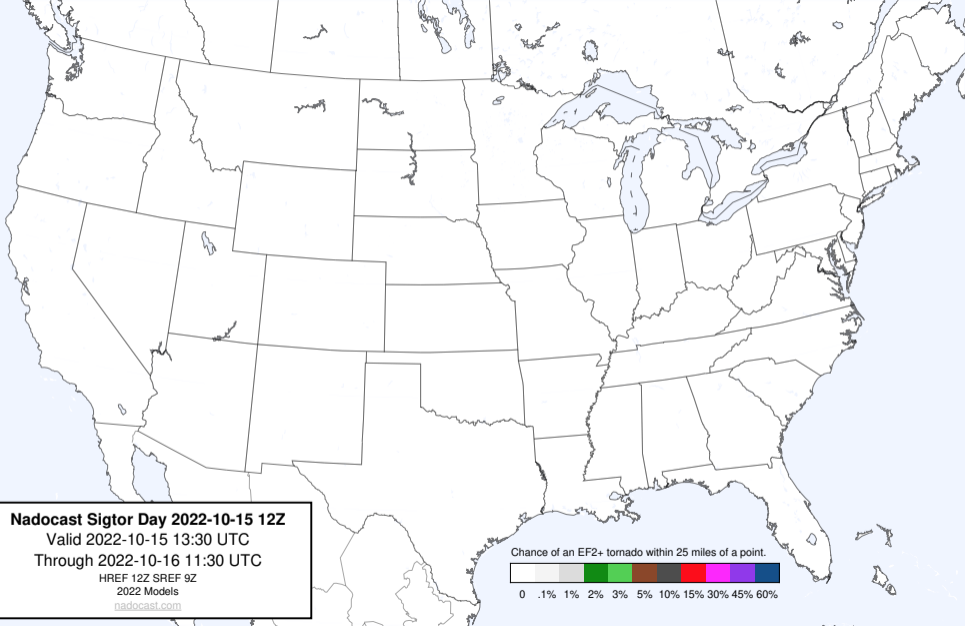 Nadocast Sigtor Day 2022-10-15 12Z
Valid 2022-10-15 13:30 UTC
Through 2022-10-16 11:30 UTC
HREF 12Z SREF 9Z
2022 Models
nadocast.com
Chance of an EF2+ tornado within 25 miles of a point.
0 .1% 1% 2% 3% 5% 10% 15% 30% 45% 60%